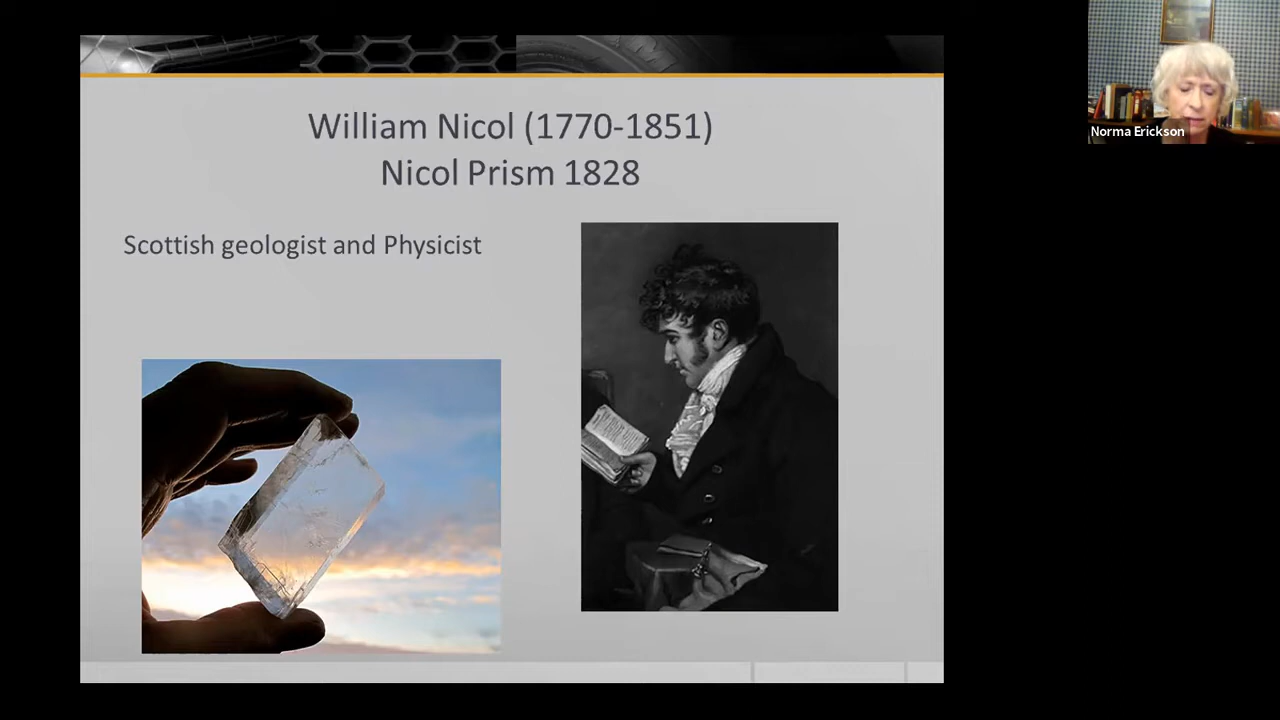 William Nicol (1770-1851)
Nicol Prism 1828
Scottish geologist and Physicist
Norma Erickson